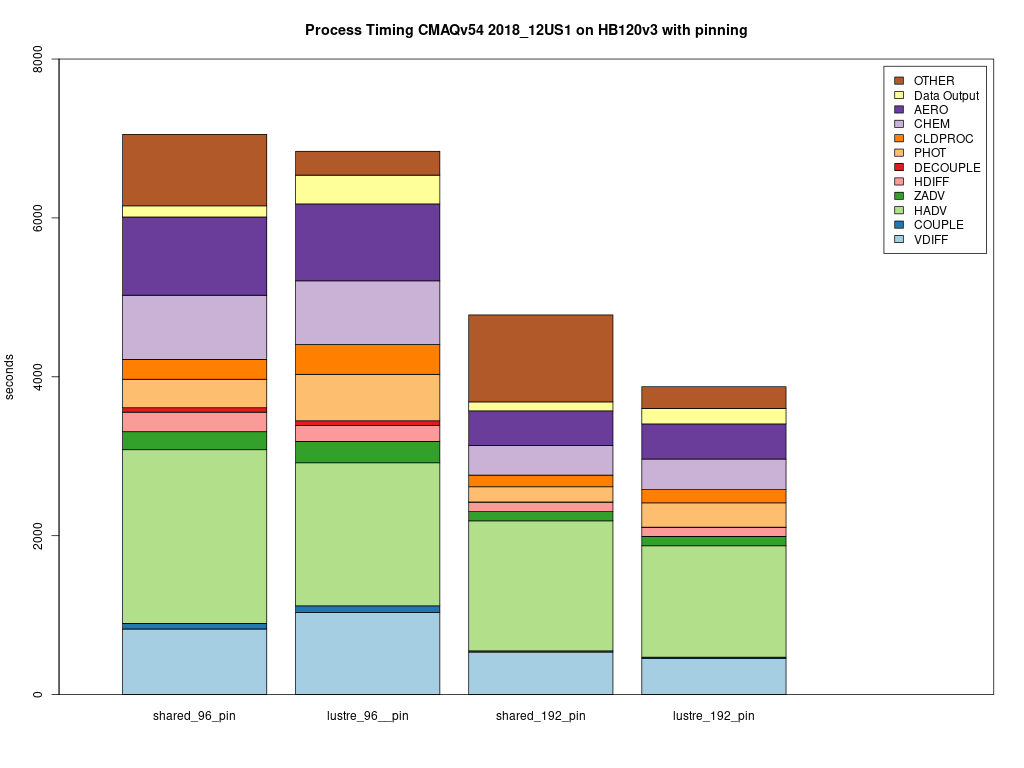 Process Timing CMAQv54 2018_12US1 on HB120v3 with pinning
8000
6000
4000
2000
0
seconds
OTHER
Data Output
AERO
CHEM
CLDPROC
PHOT
DECOUPLE
HDIFF
ZADV
HADV
COUPLE
VDIFF
shared_96_pin
lustre_96__pin
shared_192_pin
lustre_192_pin